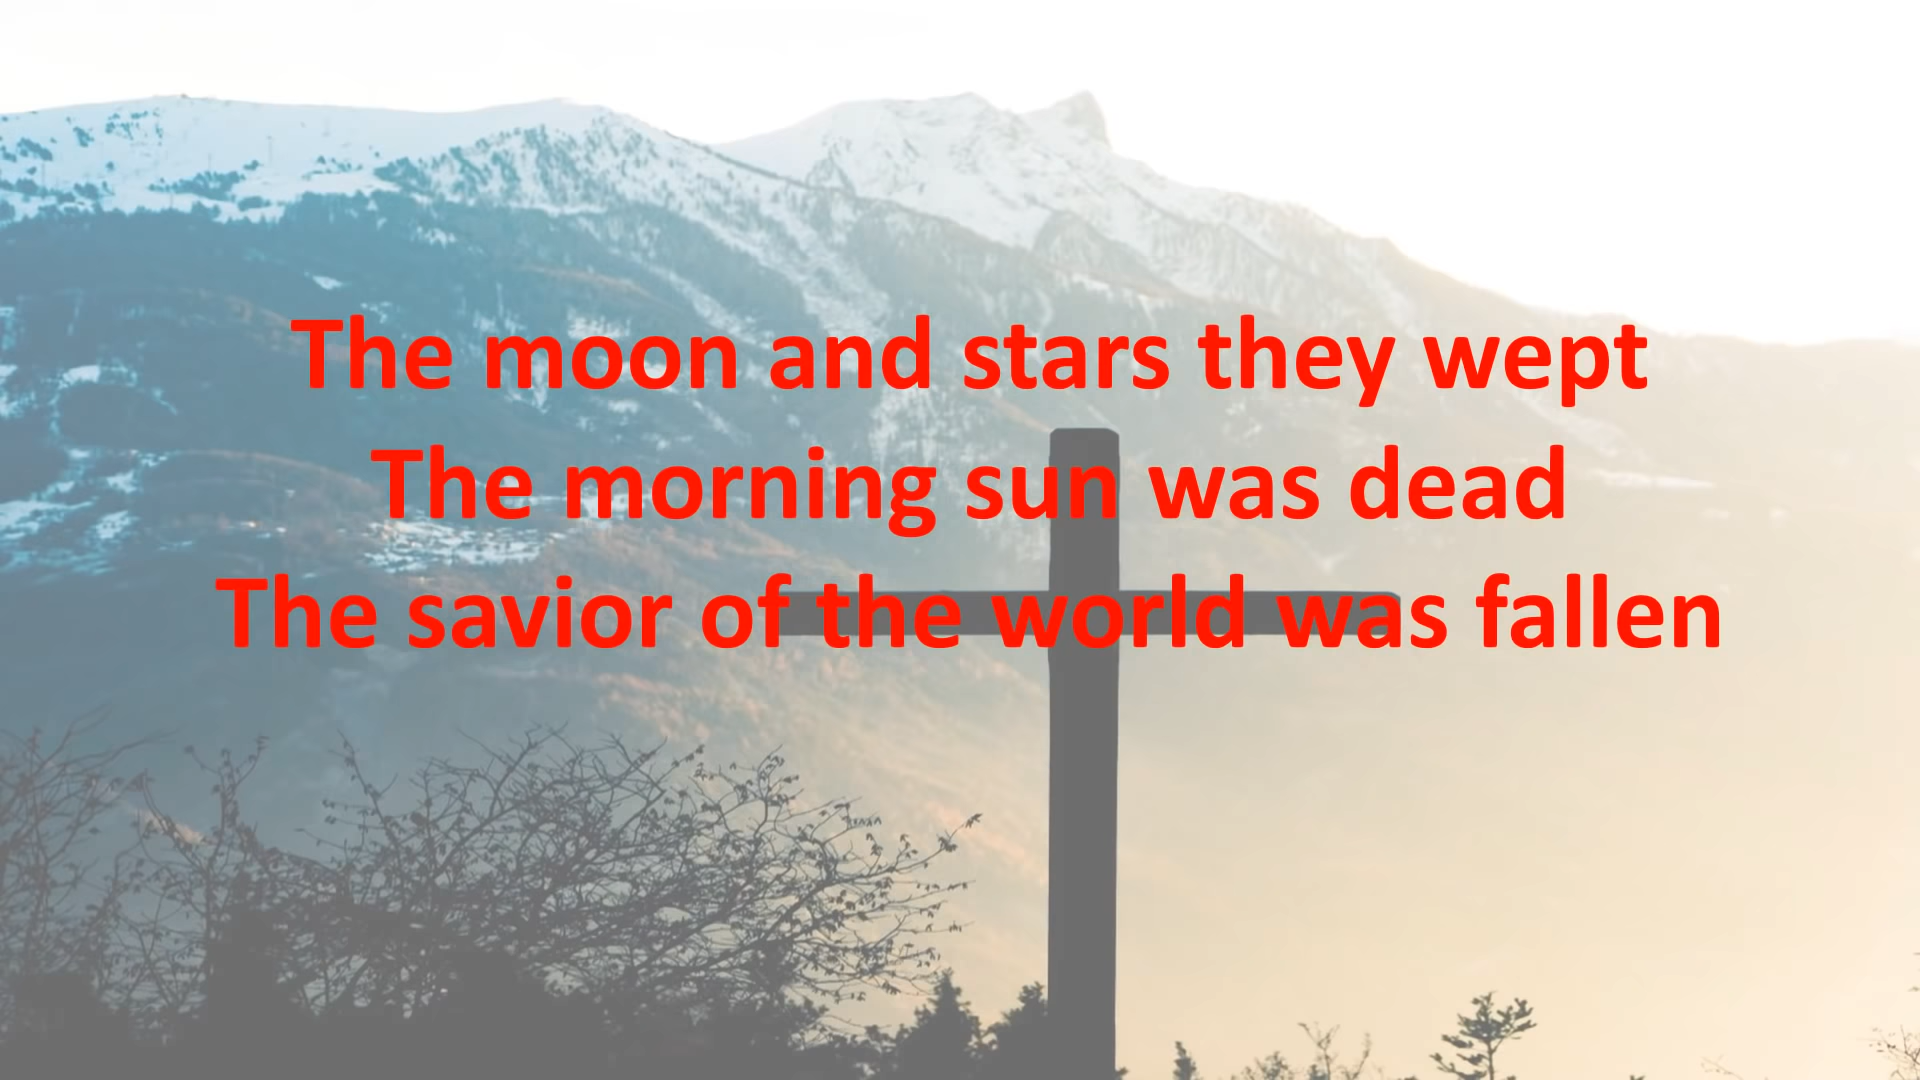 The moon and stars they wept
The morning sun was dead
The savior of the world was fallen